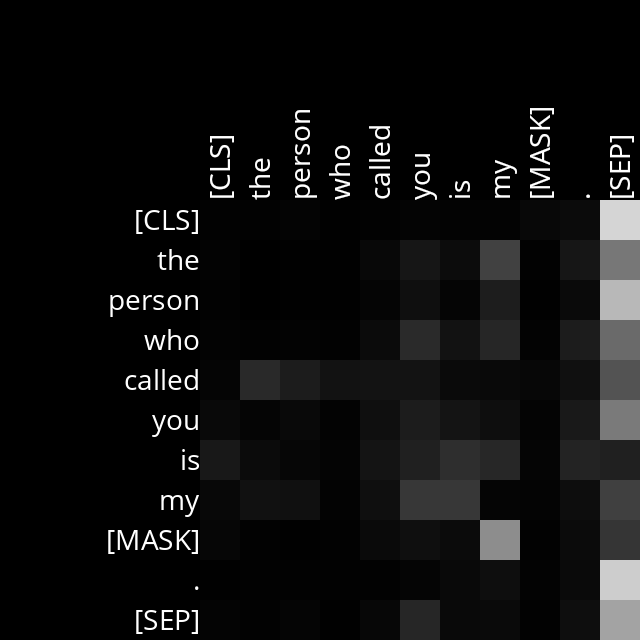 [CLS]
the
person
who
called
you
is
my
[MASK]
.
[SEP]
[CLS]
the
person
who
called
you
is
my
[MASK]
.
[SEP]